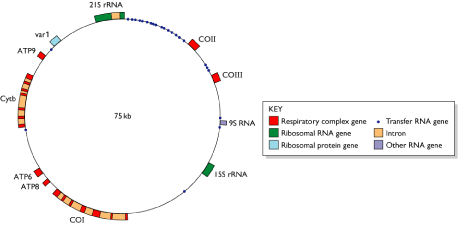 21S rRNA
var1
COII
ATP9
COIII
Cytb
75 kb
9S RNA
KEY
Respiratory complex gene
Transfer RNA gene
Ribosomal RNA gene
Intron
Ribosomal protein gene
Other RNA gene
ATP6
ATP8
15S rRNA
COI